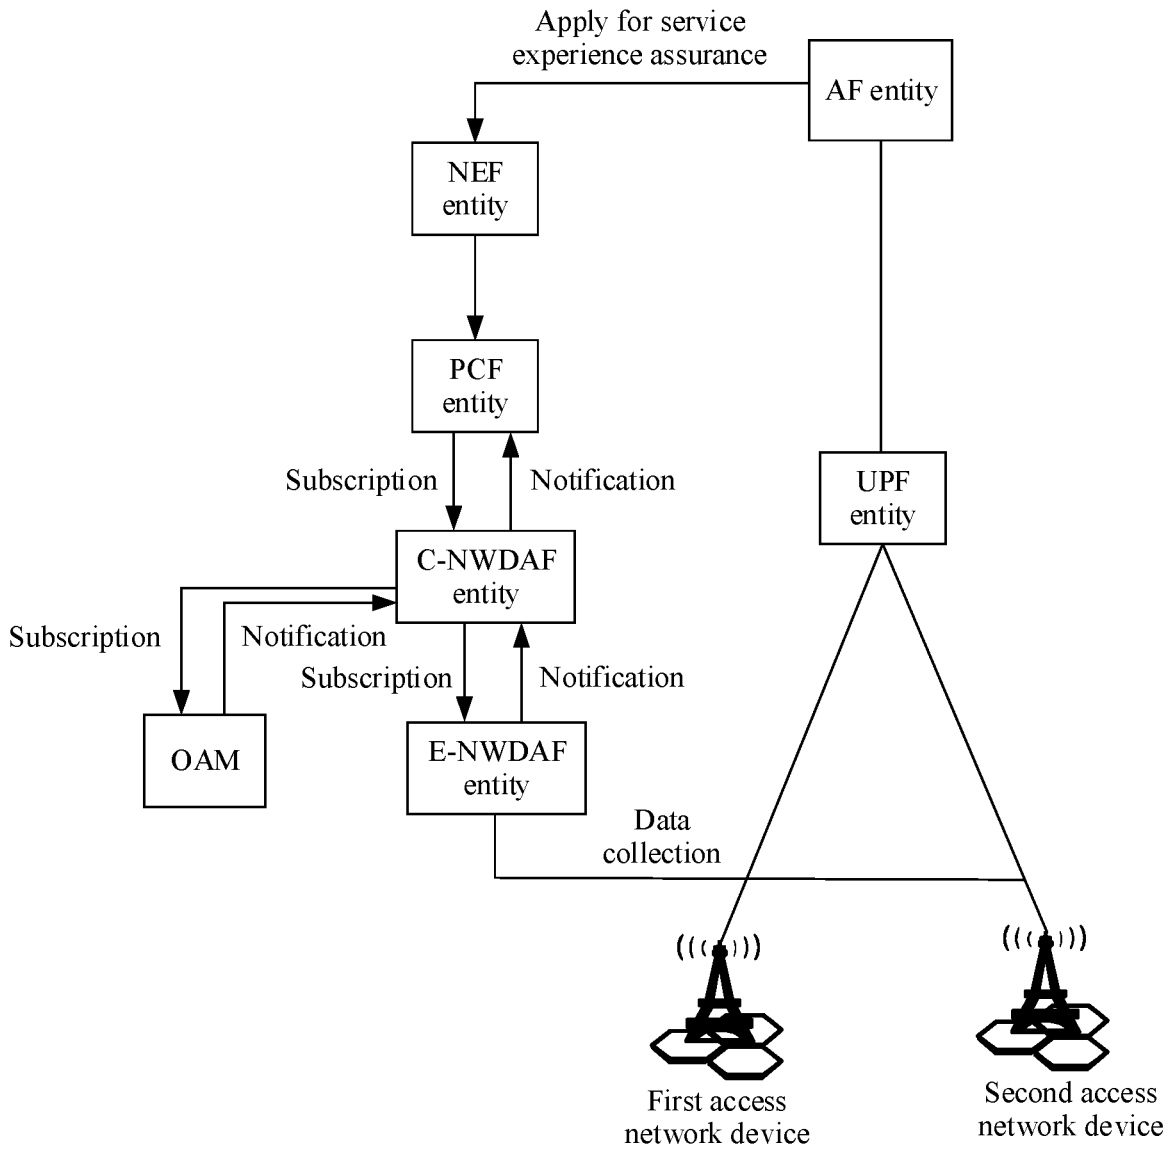 Apply for service
experience assurance
AF entity
NEF
entity
PCF
entity
Subscription
Notification
UPF
entity
C-NWDAF
entity
Subscription
Notification
Subscription
Notification
OAM
E-NWDAF
entity
Data
collection
First access
network device
Second access
network device